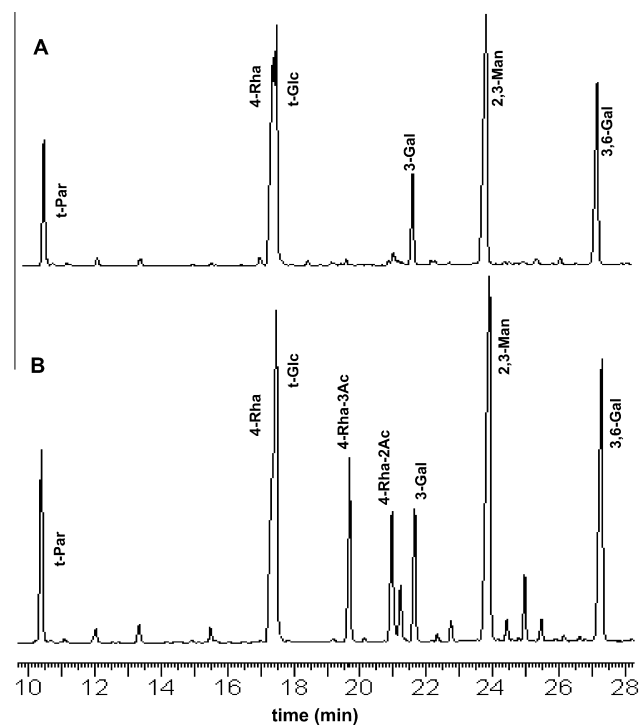 A
t-Par
4-Rha
t-Glc
3-Gal
2,3-Man
3,6-Gal
B
t-Par
4-Rha
t-Glc
4-Rha-3Ac
4-Rha-2Ac
3-Gal
2,3-Man
3,6-Gal
10 12 14 16 18 20 22 24 26 28
time (min)